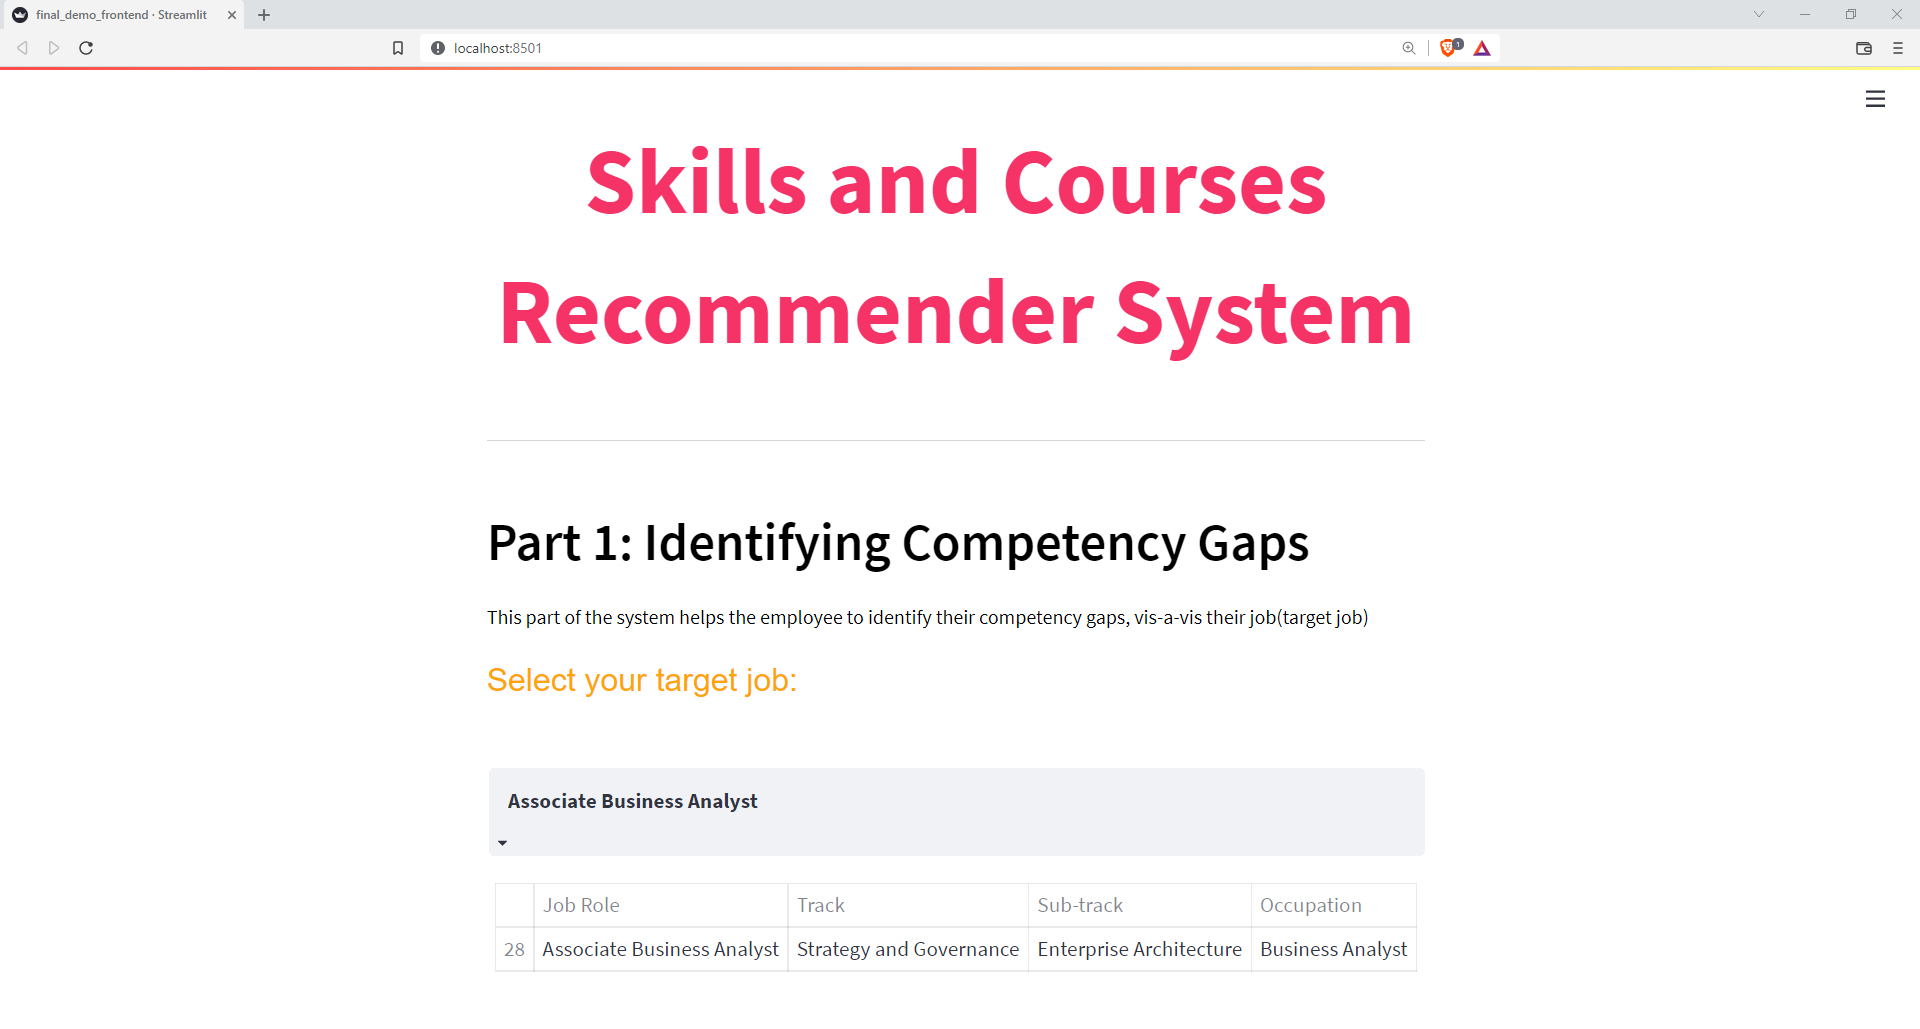 final_demo_frontend · Streamlit
localhost:8501
1
Skills and Courses
Recommender System
Part 1: Identifying Competency Gaps
This part of the system helps the employee to identify their competency gaps, vis-a-vis their job(target job)
Select your target job:
Associate Business Analyst
Job Role Track Sub-track Occupation
28 Associate Business Analyst Strategy and Governance Enterprise Architecture Business Analyst